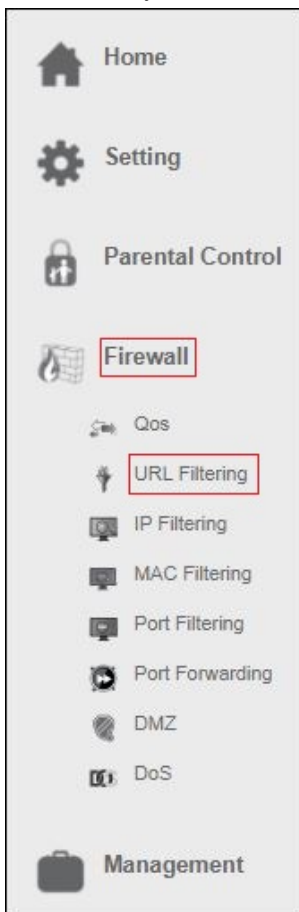 Home
Setting
Parental Control
Firewall
Qos
URL Filtering
IP Filtering
MAC Filtering
Port Filtering
Port Forwarding
DMZ
DoS
Management